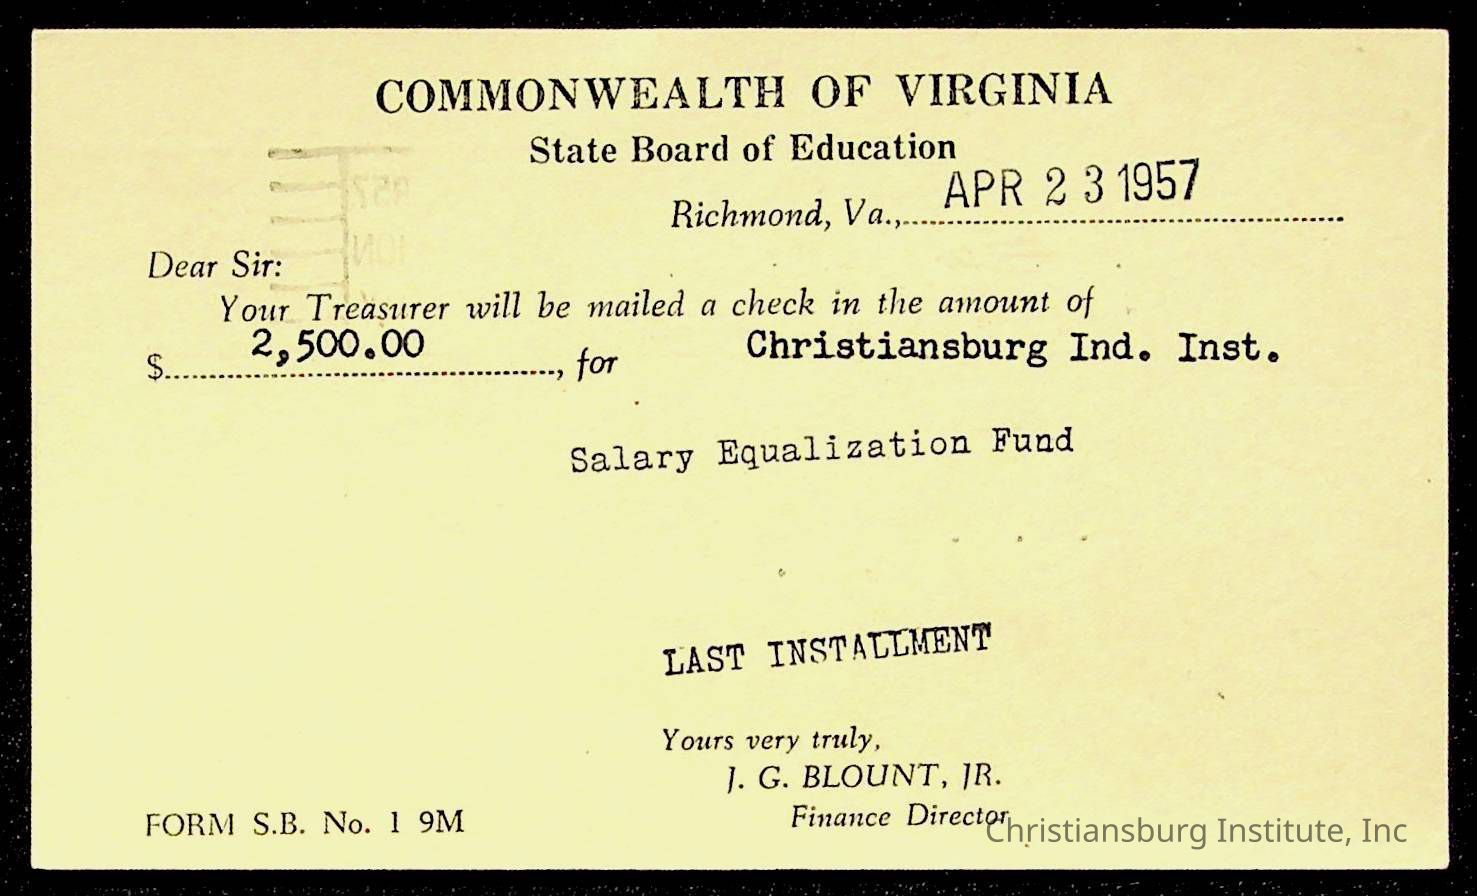 COMMONWEALTH OF VIRGINIA
State Board of Education
Richmond, Va., APR 23 1957
Dear Sir:
Your Treasurer will be mailed a check in the amount of
$ 2,500.00, for Christiansburg Ind. Inst.
Salary Equalization Fund
LAST INSTALLMENT
Yours very truly,
J. G. BLOUNT, JR.
Finance Director
FORM S.B. No. 1 9M
Christiansburg Institute, Inc